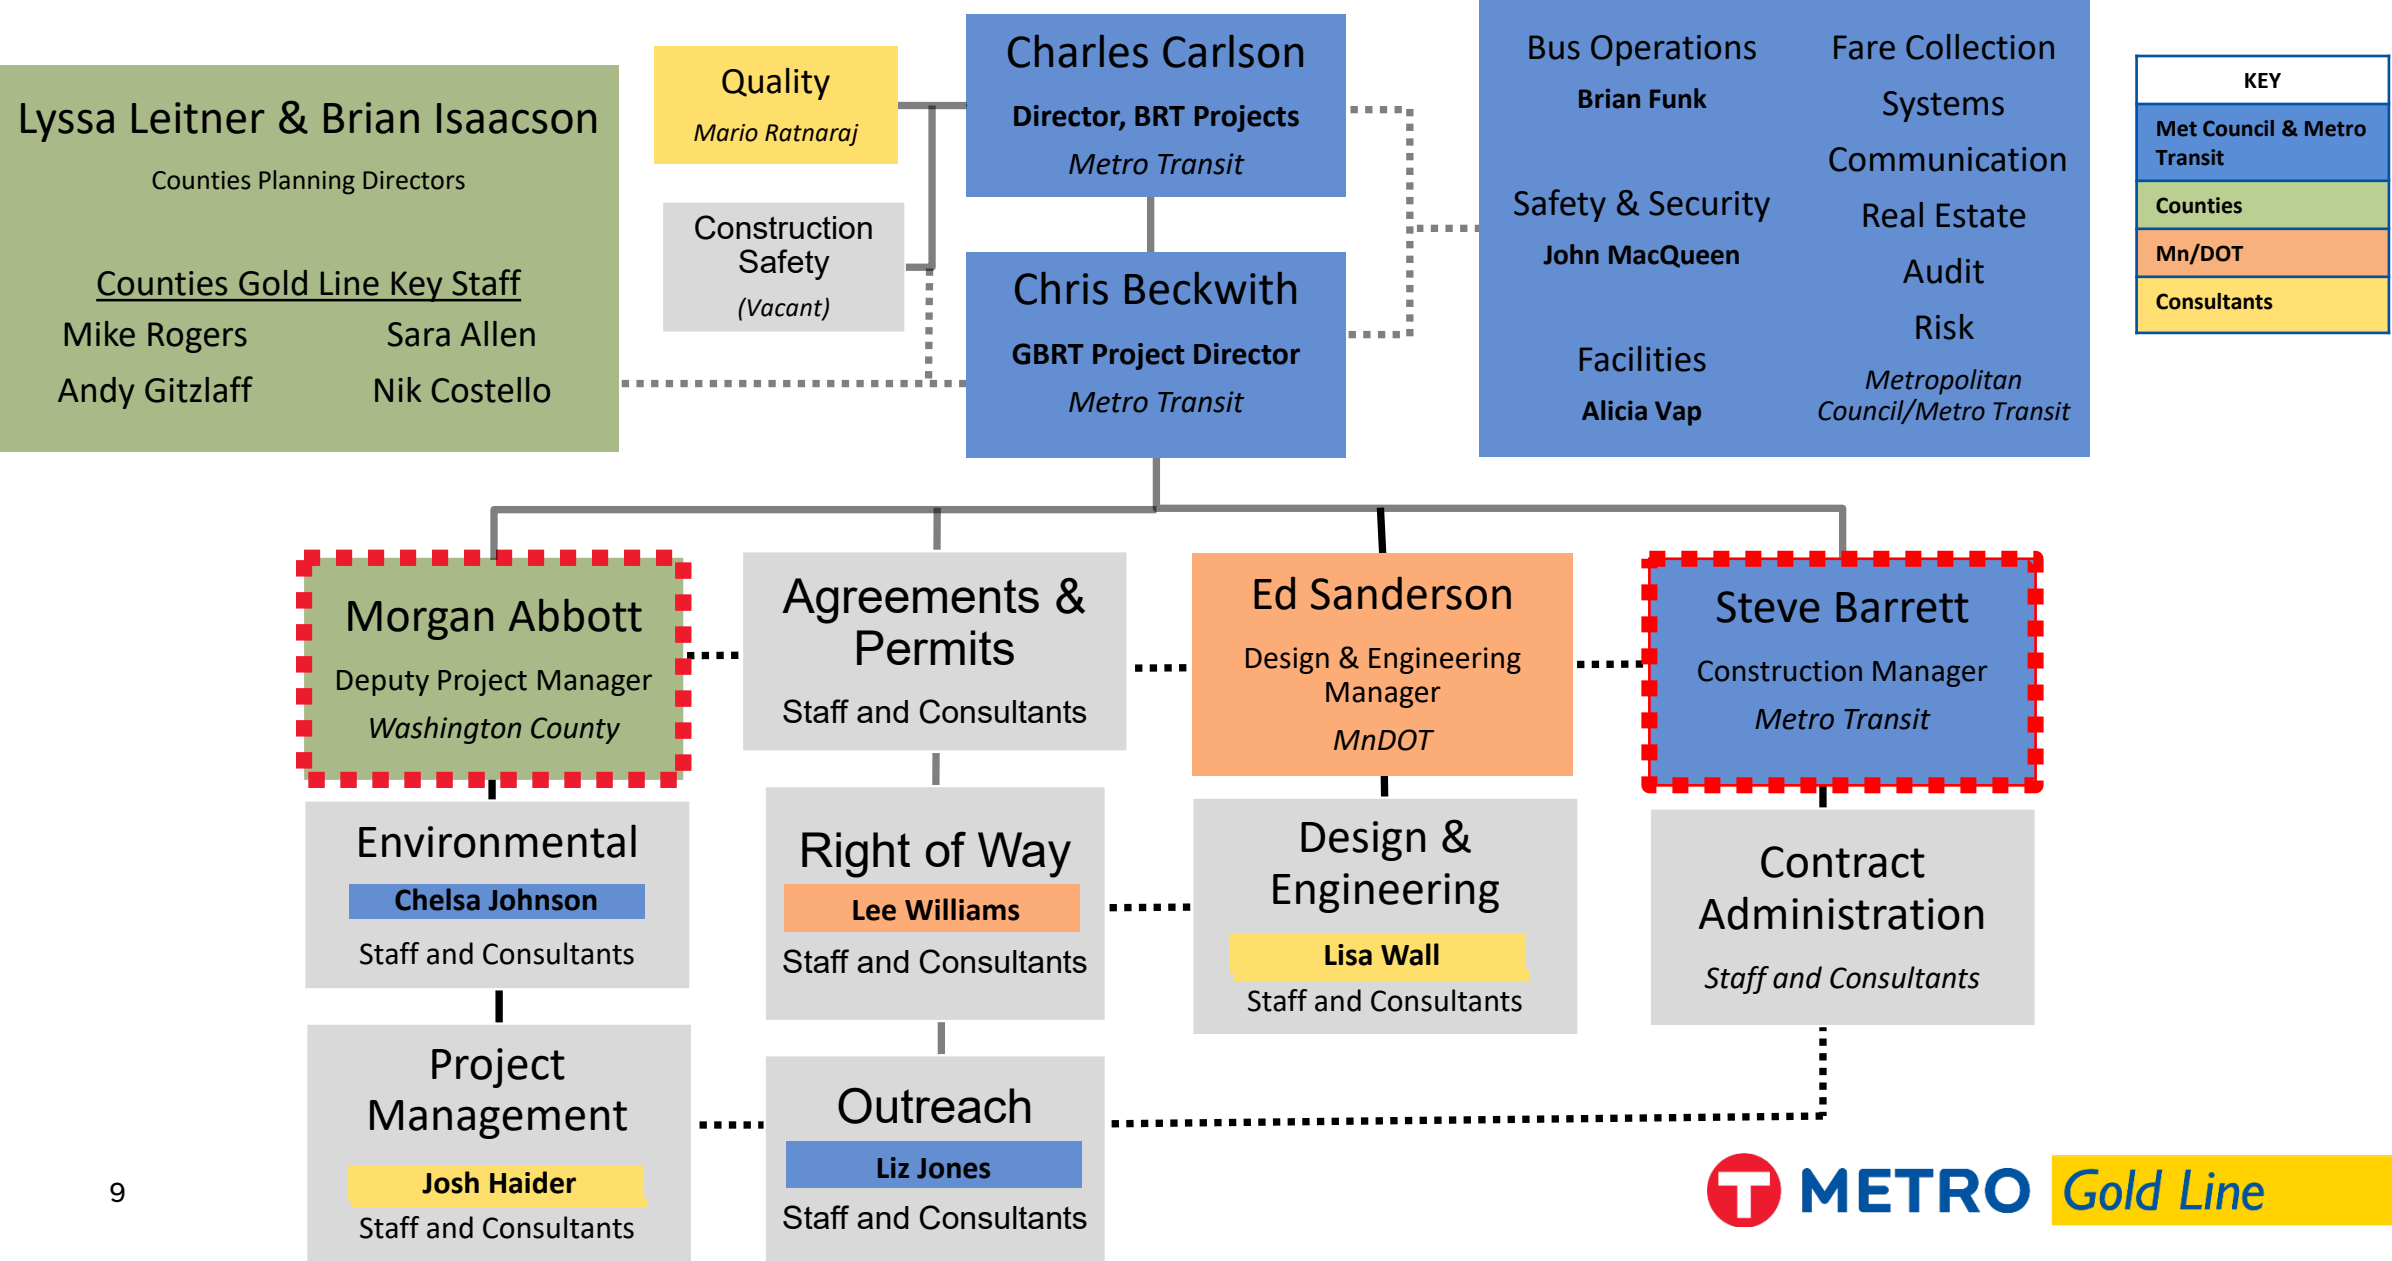 Lyssa Leitner & Brian Isaacson
Counties Planning Directors
Counties Gold Line Key Staff
Mike Rogers
Sara Allen
Andy Gitzlaff
Nik Costello
Quality
Mario Ratnaraj
Construction
Safety
(Vacant)
Charles Carlson
Director, BRT Projects
Metro Transit
Chris Beckwith
GBRT Project Director
Metro Transit
Bus Operations
Brian Funk
Safety & Security
John MacQueen
Facilities
Alicia Vap
Fare Collection
Systems
Communication
Real Estate
Audit
Risk
Metropolitan
Council/Metro Transit
KEY
Met Council & Metro
Transit
Counties
Mn/DOT
Consultants
Morgan Abbott
Deputy Project Manager
Washington County
Agreements &
Permits
Staff and Consultants
Ed Sanderson
Design & Engineering
Manager
MnDOT
Steve Barrett
Construction Manager
Metro Transit
Environmental
Chelsa Johnson
Staff and Consultants
Right of Way
Lee Williams
Staff and Consultants
Design &
Engineering
Lisa Wall
Staff and Consultants
Contract
Administration
Staff and Consultants
Project
Management
Josh Haider
Staff and Consultants
Outreach
Liz Jones
Staff and Consultants
9
T METRO Gold Line